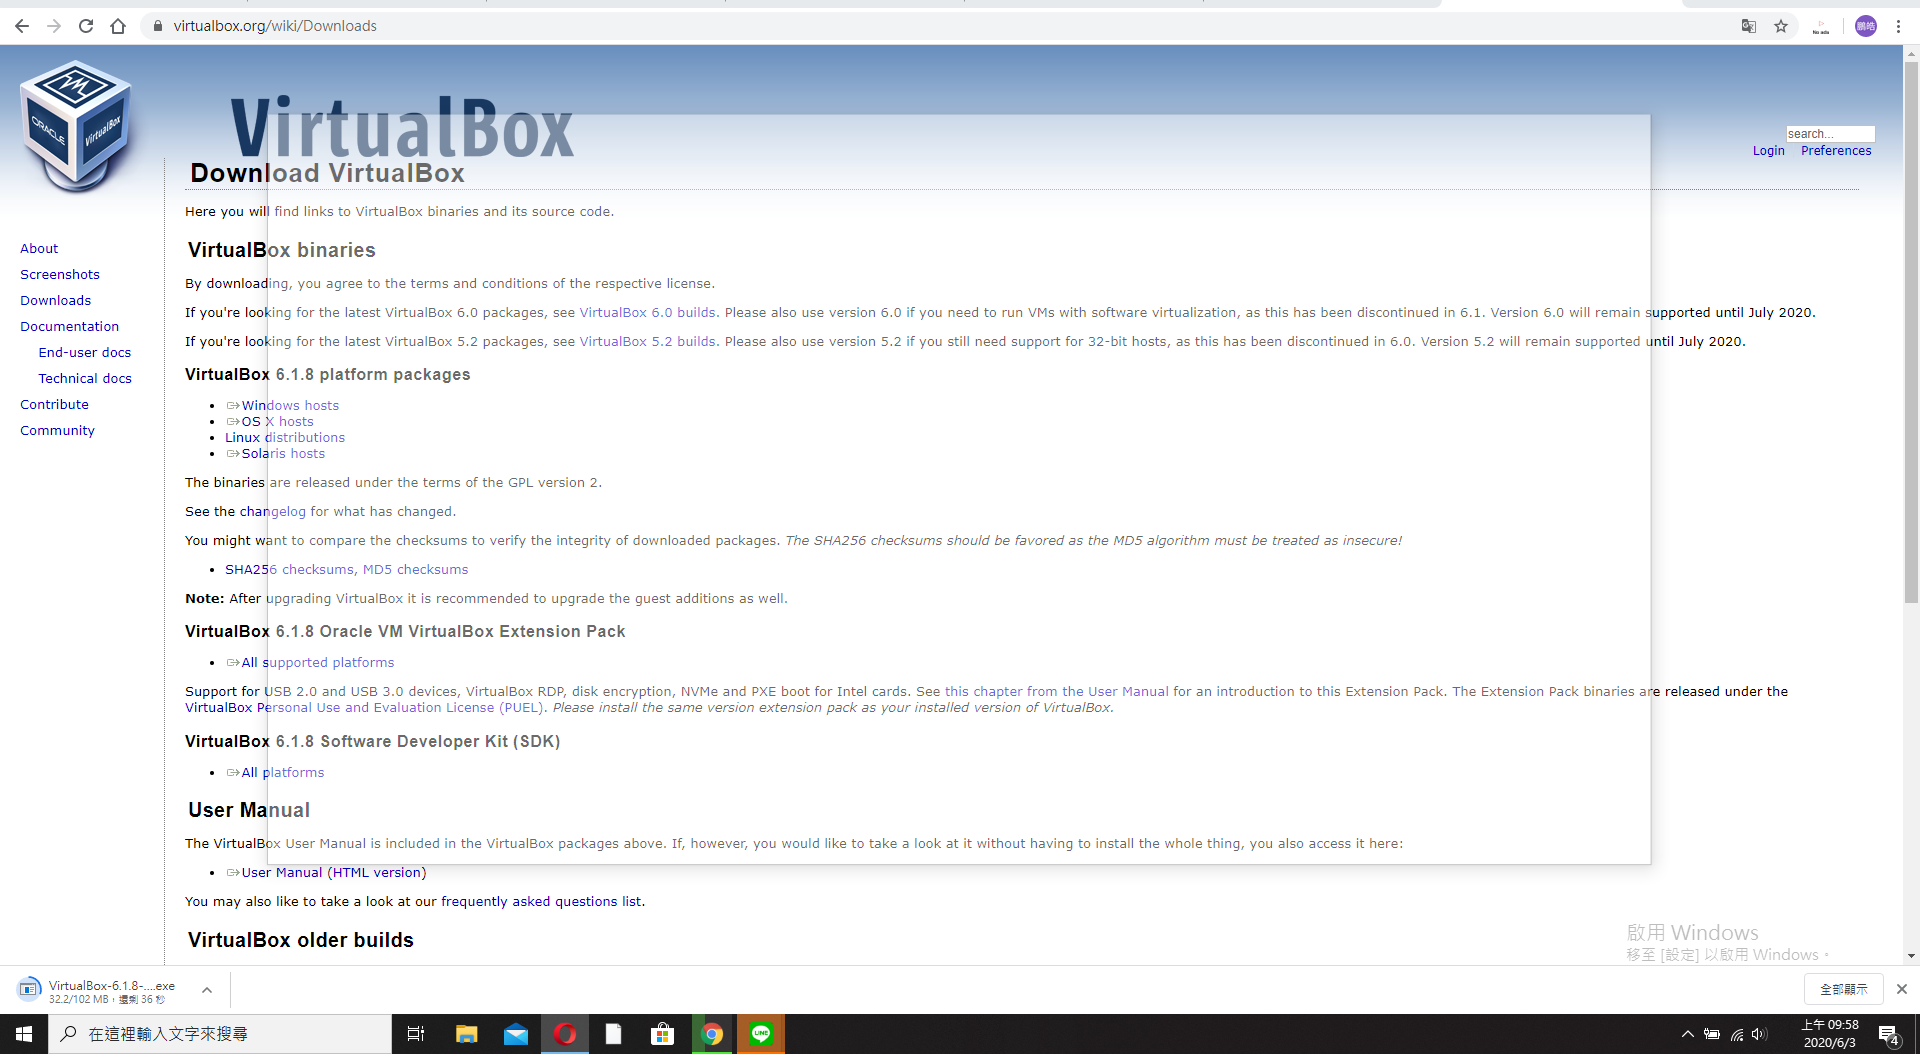 virtualbox.org/wiki/Downloads
No ads
鵬皓
ORACLE
VirtualBox
VirtualBox
search...
Login Preferences
Download VirtualBox
Here you will find links to VirtualBox binaries and its source code.
About
Screenshots
Downloads
Documentation
End-user docs
Technical docs
Contribute
Community
VirtualBox binaries
By downloading, you agree to the terms and conditions of the respective license.
If you're looking for the latest VirtualBox 6.0 packages, see VirtualBox 6.0 builds. Please also use version 6.0 if you need to run VMs with software virtualization, as this has been discontinued in 6.1. Version 6.0 will remain supported until July 2020.
If you're looking for the latest VirtualBox 5.2 packages, see VirtualBox 5.2 builds. Please also use version 5.2 if you still need support for 32-bit hosts, as this has been discontinued in 6.0. Version 5.2 will remain supported until July 2020.
VirtualBox 6.1.8 platform packages
Windows hosts
OS X hosts
Linux distributions
Solaris hosts
The binaries are released under the terms of the GPL version 2.
See the changelog for what has changed.
You might want to compare the checksums to verify the integrity of downloaded packages. The SHA256 checksums should be favored as the MD5 algorithm must be treated as insecure!
SHA256 checksums, MD5 checksums
Note: After upgrading VirtualBox it is recommended to upgrade the guest additions as well.
VirtualBox 6.1.8 Oracle VM VirtualBox Extension Pack
All supported platforms
Support for USB 2.0 and USB 3.0 devices, VirtualBox RDP, disk encryption, NVMe and PXE boot for Intel cards. See this chapter from the User Manual for an introduction to this Extension Pack. The Extension Pack binaries are released under the
VirtualBox Personal Use and Evaluation License (PUEL). Please install the same version extension pack as your installed version of VirtualBox.
VirtualBox 6.1.8 Software Developer Kit (SDK)
All platforms
User Manual
The VirtualBox User Manual is included in the VirtualBox packages above. If, however, you would like to take a look at it without having to install the whole thing, you also access it here:
User Manual (HTML version)
You may also like to take a look at our frequently asked questions list.
VirtualBox older builds
啟用 Windows
移至 [設定] 以啟用 Windows。
VirtualBox-6.1.8-....exe
32.2/102 MB，還剩 36 秒
全部顯示
在這裡輸入文字來搜尋
LINE
上午 09:58
2020/6/3
4